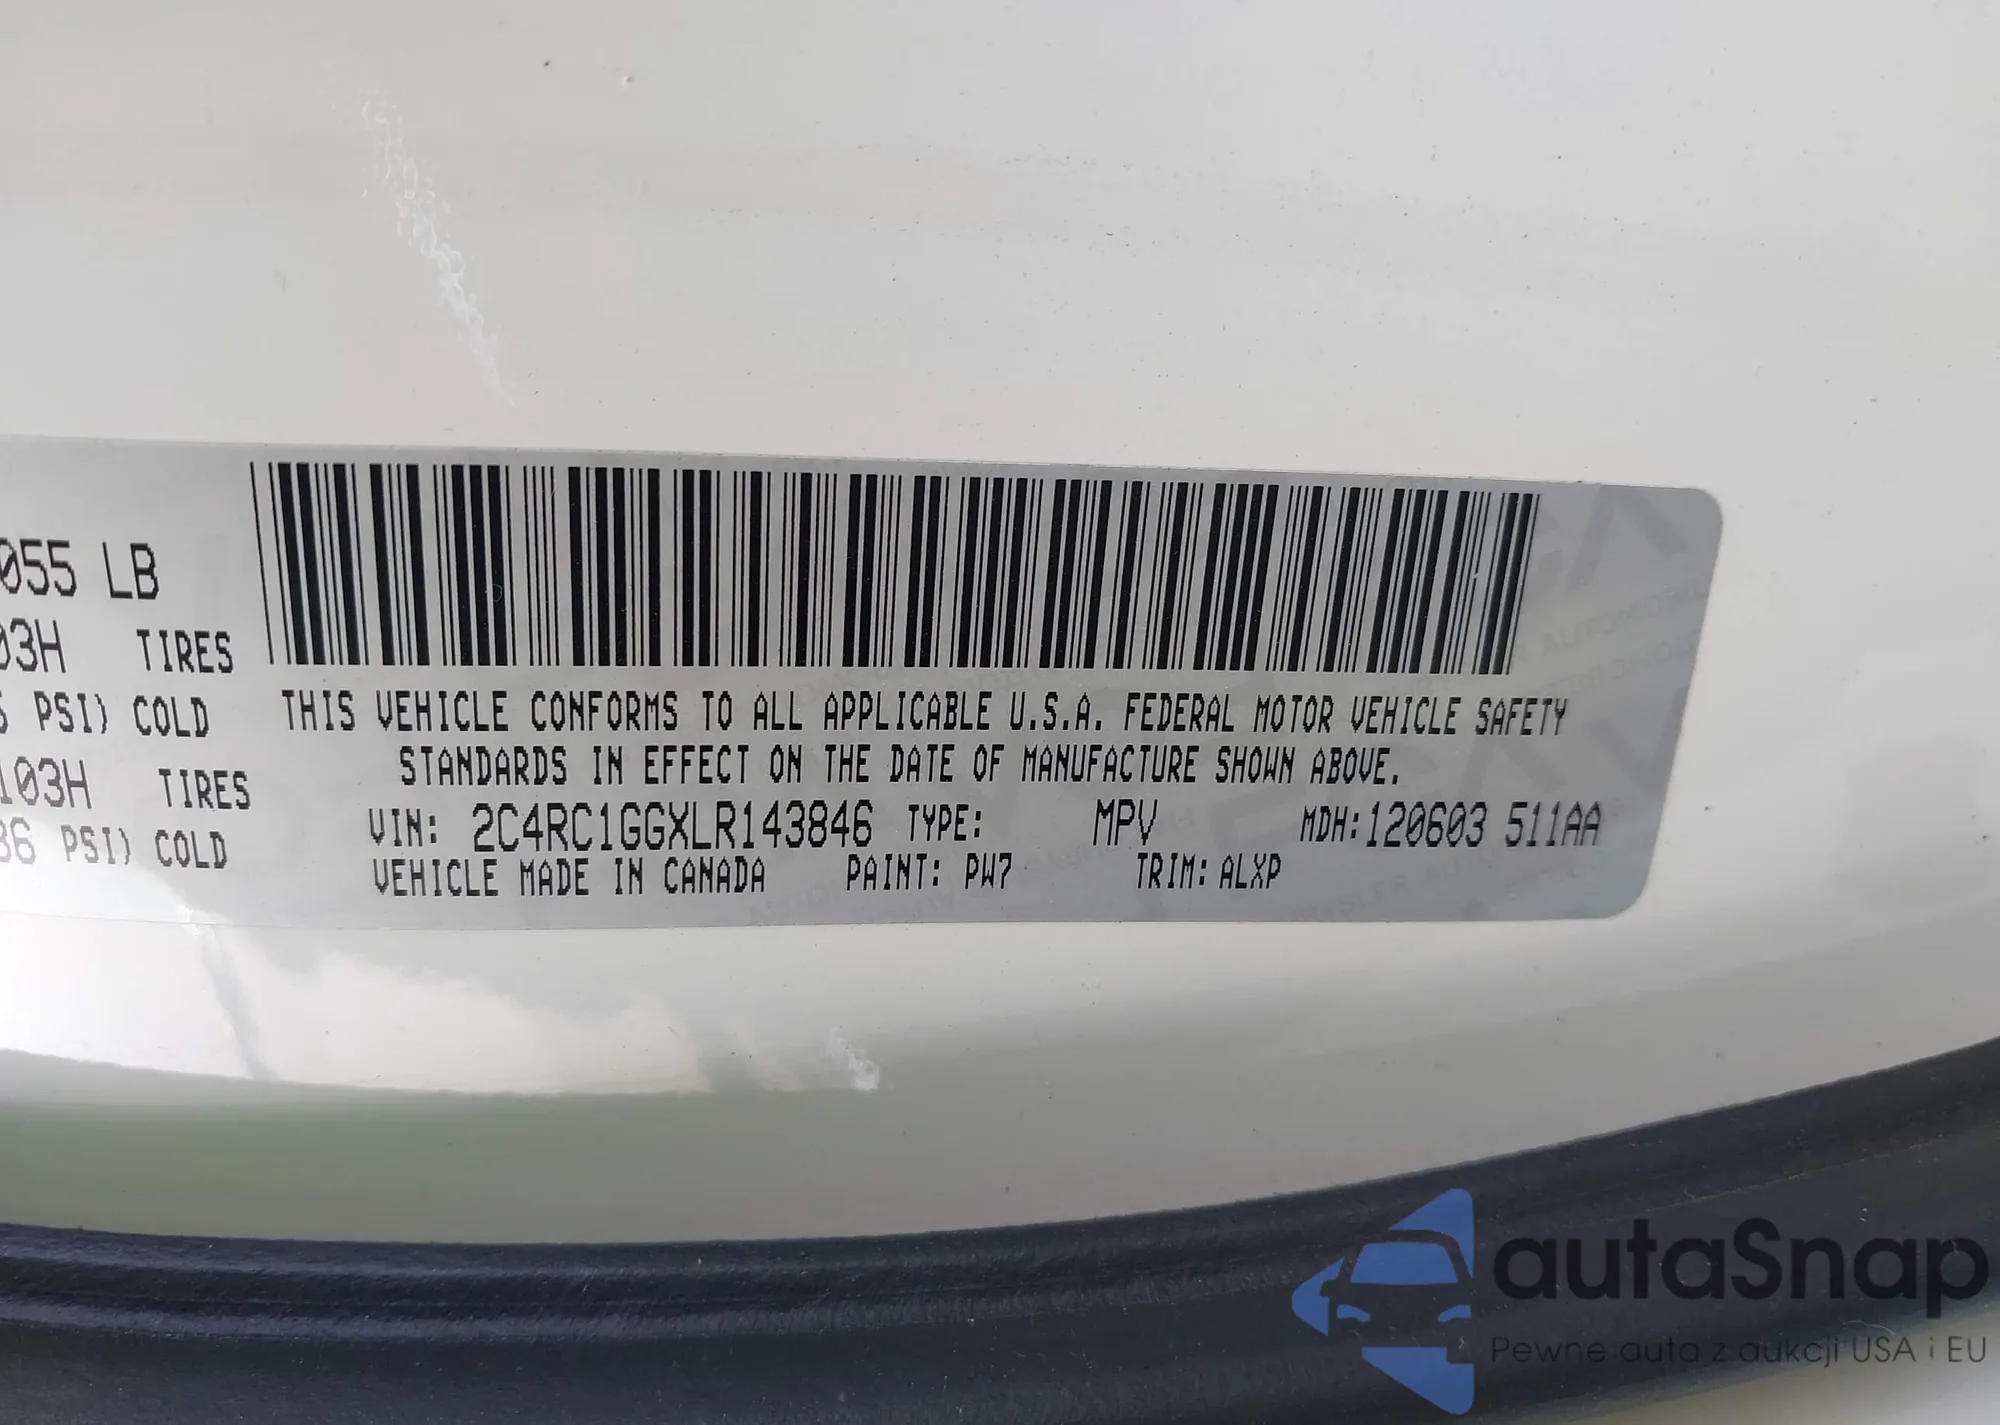 055 LB
03H TIRES
PSI) COLD
103H TIRES
36 PSI) COLD
THIS VEHICLE CONFORMS TO ALL APPLICABLE U.S.A. FEDERAL MOTOR VEHICLE SAFETY
STANDARDS IN EFFECT ON THE DATE OF MANUFACTURE SHOWN ABOVE.
VIN: 2C4RC1GGXLR143846 TYPE: MPV MDH:120603 511AA
VEHICLE MADE IN CANADA PAINT: PW7 TRIM: ALXP
autaSnap
Pewne auta z aukcji USA i EU